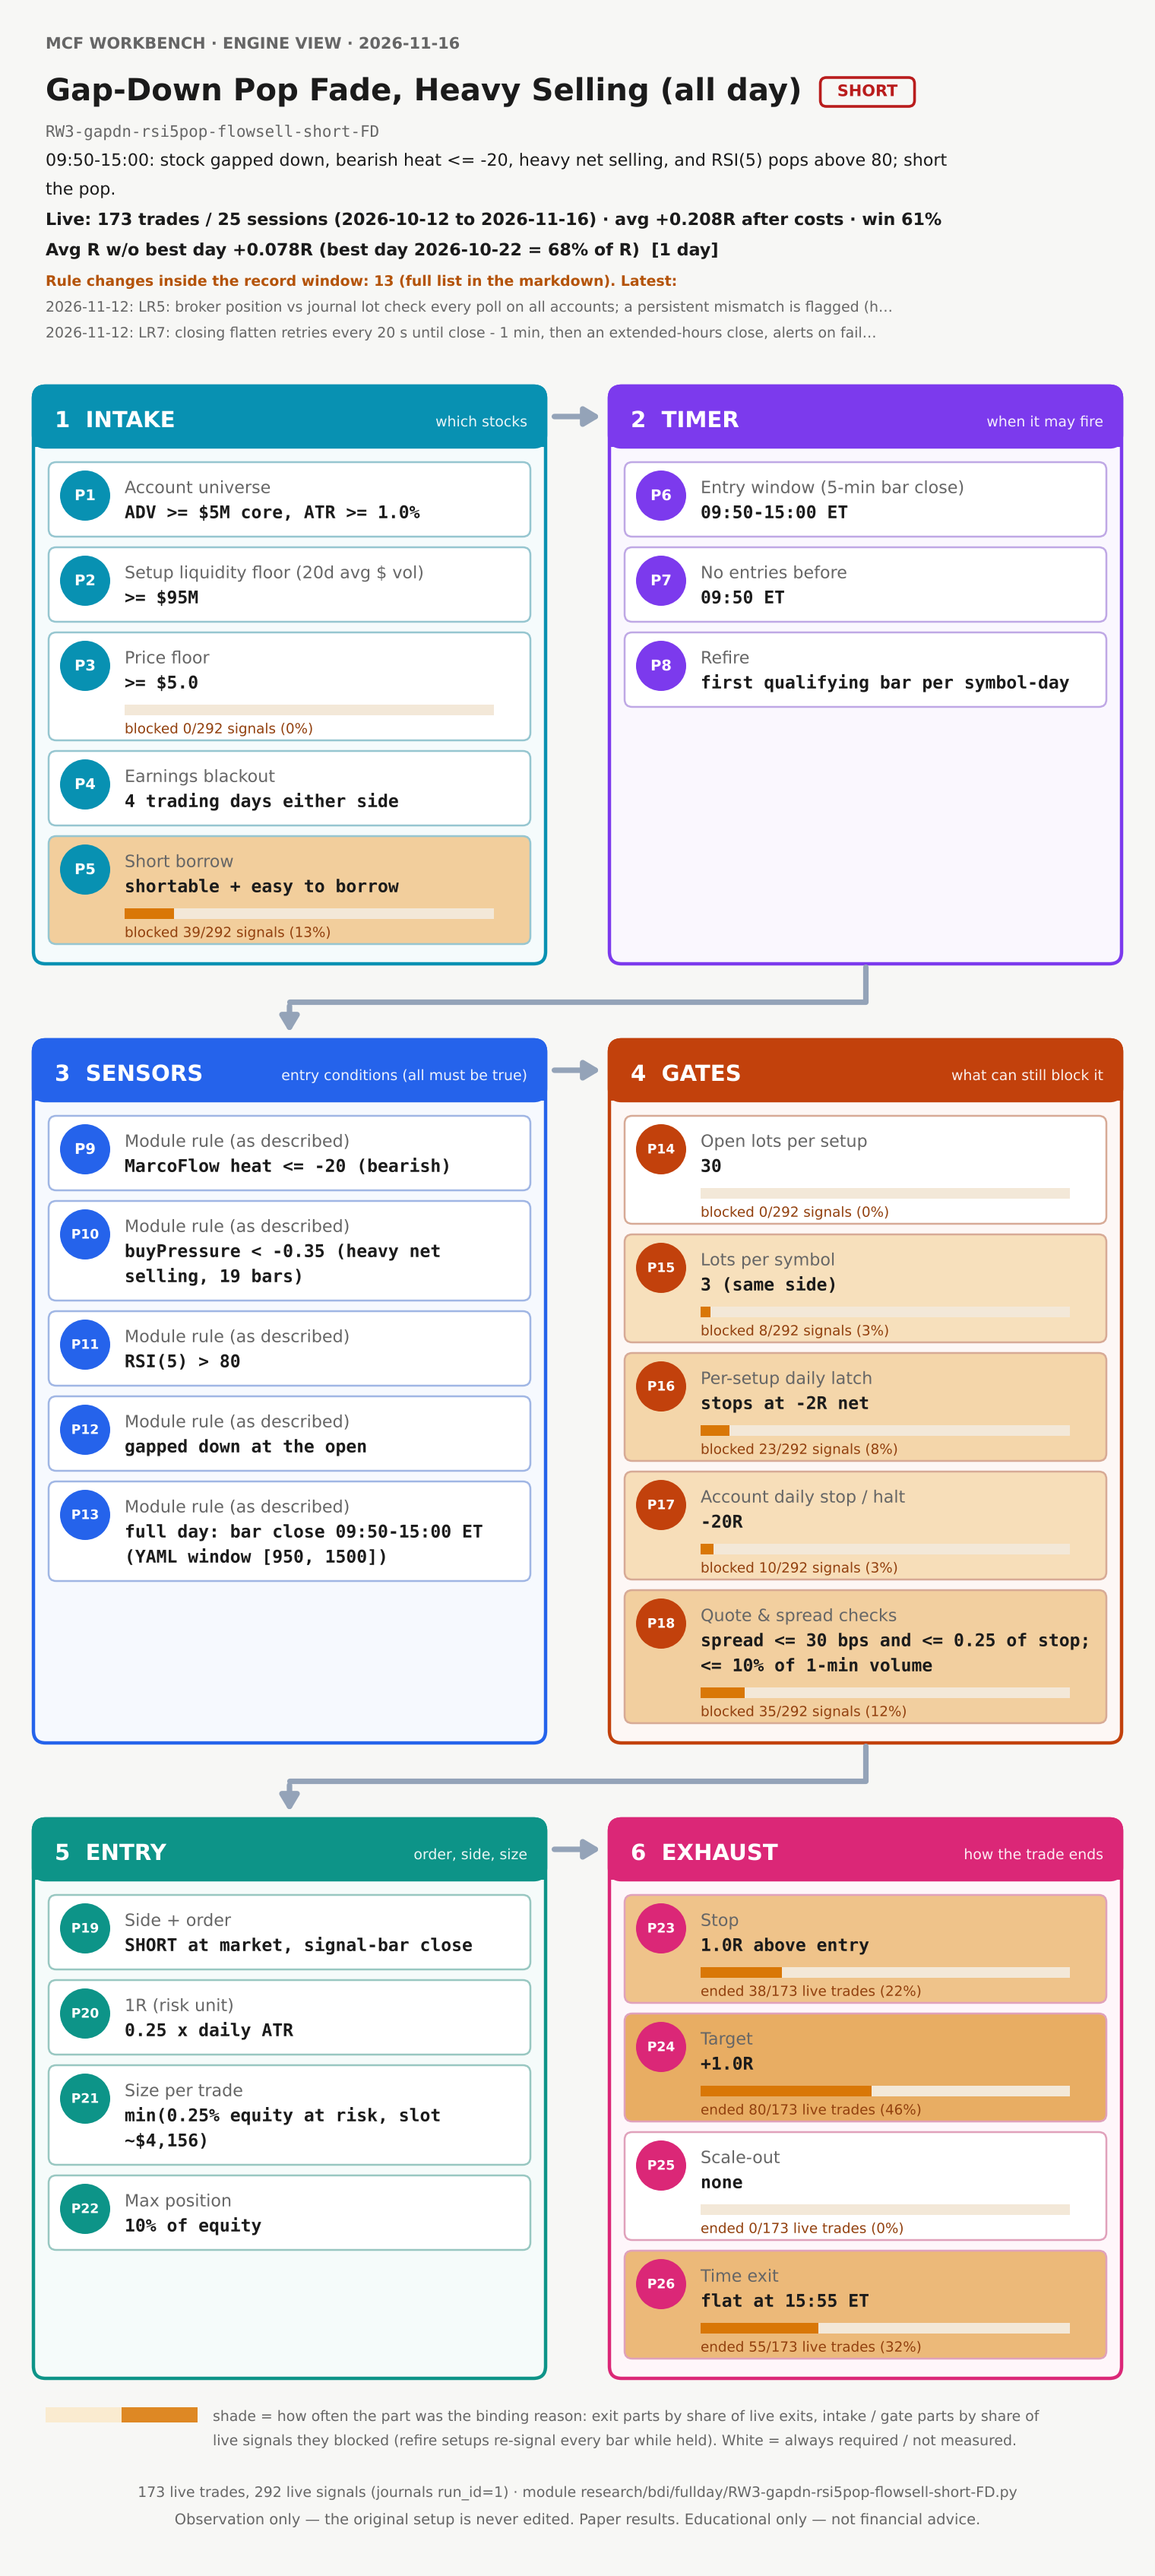 MCF WORKBENCH · ENGINE VIEW · 2026-11-16
Gap-Down Pop Fade, Heavy Selling (all day) SHORT
RW3-gapdn-rsi5pop-flowsell-short-FD
09:50-15:00: stock gapped down, bearish heat <= -20, heavy net selling, and RSI(5) pops above 80; short
the pop.
Live: 173 trades / 25 sessions (2026-10-12 to 2026-11-16) · avg +0.208R after costs · win 61%
Avg R w/o best day +0.078R (best day 2026-10-22 = 68% of R) [1 day]
Rule changes inside the record window: 13 (full list in the markdown). Latest:
2026-11-12: LR5: broker position vs journal lot check every poll on all accounts; a persistent mismatch is flagged (h…
2026-11-12: LR7: closing flatten retries every 20 s until close - 1 min, then an extended-hours close, alerts on fail…
1 INTAKE which stocks
P1
Account universe
ADV >= $5M core, ATR >= 1.0%
P2
Setup liquidity floor (20d avg $ vol)
>= $95M
P3
Price floor
>= $5.0
blocked 0/292 signals (0%)
P4
Earnings blackout
4 trading days either side
P5
Short borrow
shortable + easy to borrow
blocked 39/292 signals (13%)
2 TIMER when it may fire
P6
Entry window (5-min bar close)
09:50-15:00 ET
P7
No entries before
09:50 ET
P8
Refire
first qualifying bar per symbol-day
3 SENSORS entry conditions (all must be true)
P9
Module rule (as described)
MarcoFlow heat <= -20 (bearish)
P10
Module rule (as described)
buyPressure < -0.35 (heavy net
selling, 19 bars)
P11
Module rule (as described)
RSI(5) > 80
P12
Module rule (as described)
gapped down at the open
P13
Module rule (as described)
full day: bar close 09:50-15:00 ET
(YAML window [950, 1500])
4 GATES what can still block it
P14
Open lots per setup
30
blocked 0/292 signals (0%)
P15
Lots per symbol
3 (same side)
blocked 8/292 signals (3%)
P16
Per-setup daily latch
stops at -2R net
blocked 23/292 signals (8%)
P17
Account daily stop / halt
-20R
blocked 10/292 signals (3%)
P18
Quote & spread checks
spread <= 30 bps and <= 0.25 of stop;
<= 10% of 1-min volume
blocked 35/292 signals (12%)
5 ENTRY order, side, size
P19
Side + order
SHORT at market, signal-bar close
P20
1R (risk unit)
0.25 x daily ATR
P21
Size per trade
min(0.25% equity at risk, slot
~$4,156)
P22
Max position
10% of equity
6 EXHAUST how the trade ends
P23
Stop
1.0R above entry
ended 38/173 live trades (22%)
P24
Target
+1.0R
ended 80/173 live trades (46%)
P25
Scale-out
none
ended 0/173 live trades (0%)
P26
Time exit
flat at 15:55 ET
ended 55/173 live trades (32%)
shade = how often the part was the binding reason: exit parts by share of live exits, intake / gate parts by share of
live signals they blocked (refire setups re-signal every bar while held). White = always required / not measured.
173 live trades, 292 live signals (journals run_id=1) · module research/bdi/fullday/RW3-gapdn-rsi5pop-flowsell-short-FD.py
Observation only — the original setup is never edited. Paper results. Educational only — not financial advice.